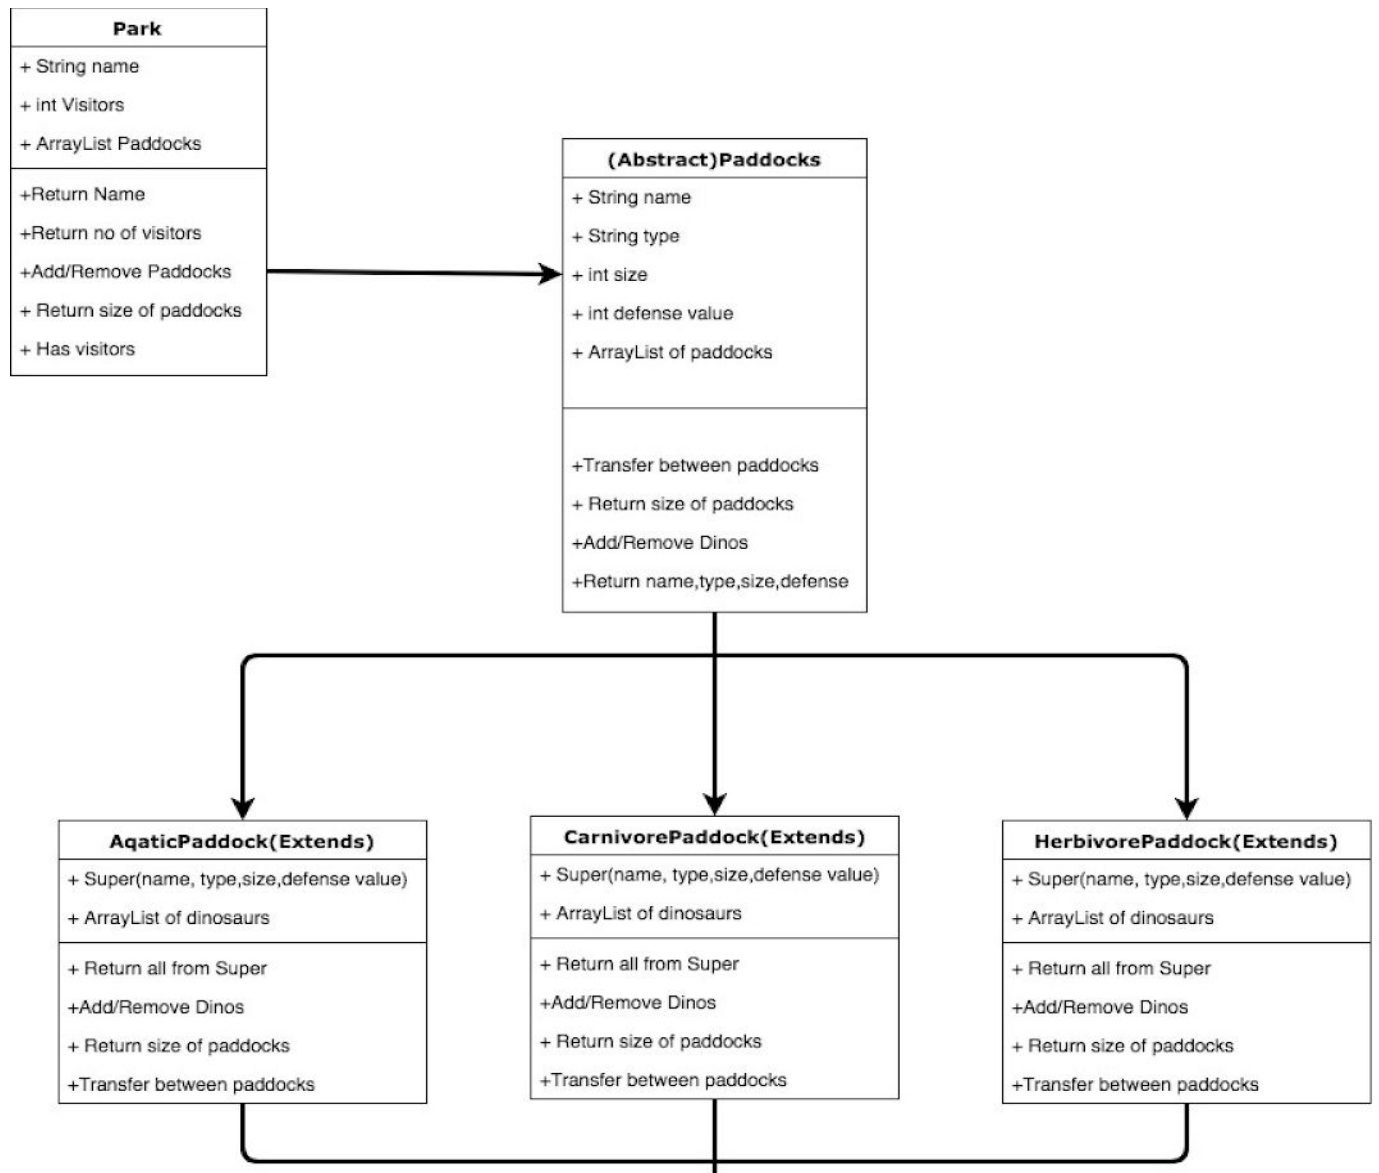 Park
+ String name
+ int Visitors
+ ArrayList Paddocks
+Return Name
+Return no of visitors
+Add/Remove Paddocks
+ Return size of paddocks
+ Has visitors
(Abstract)Paddocks
+ String name
+ String type
+ int size
+ int defense value
+ ArrayList of paddocks
+Transfer between paddocks
+ Return size of paddocks
+Add/Remove Dinos
+Return name,type,size,defense
AqaticPaddock(Extends)
+ Super(name, type,size,defense value)
+ ArrayList of dinosaurs
+ Return all from Super
+Add/Remove Dinos
+ Return size of paddocks
+Transfer between paddocks
CarnivorePaddock(Extends)
+ Super(name, type,size,defense value)
+ ArrayList of dinosaurs
+ Return all from Super
+Add/Remove Dinos
+ Return size of paddocks
+Transfer between paddocks
HerbivorePaddock(Extends)
+ Super(name, type,size,defense value)
+ ArrayList of dinosaurs
+ Return all from Super
+Add/Remove Dinos
+ Return size of paddocks
+Transfer between paddocks